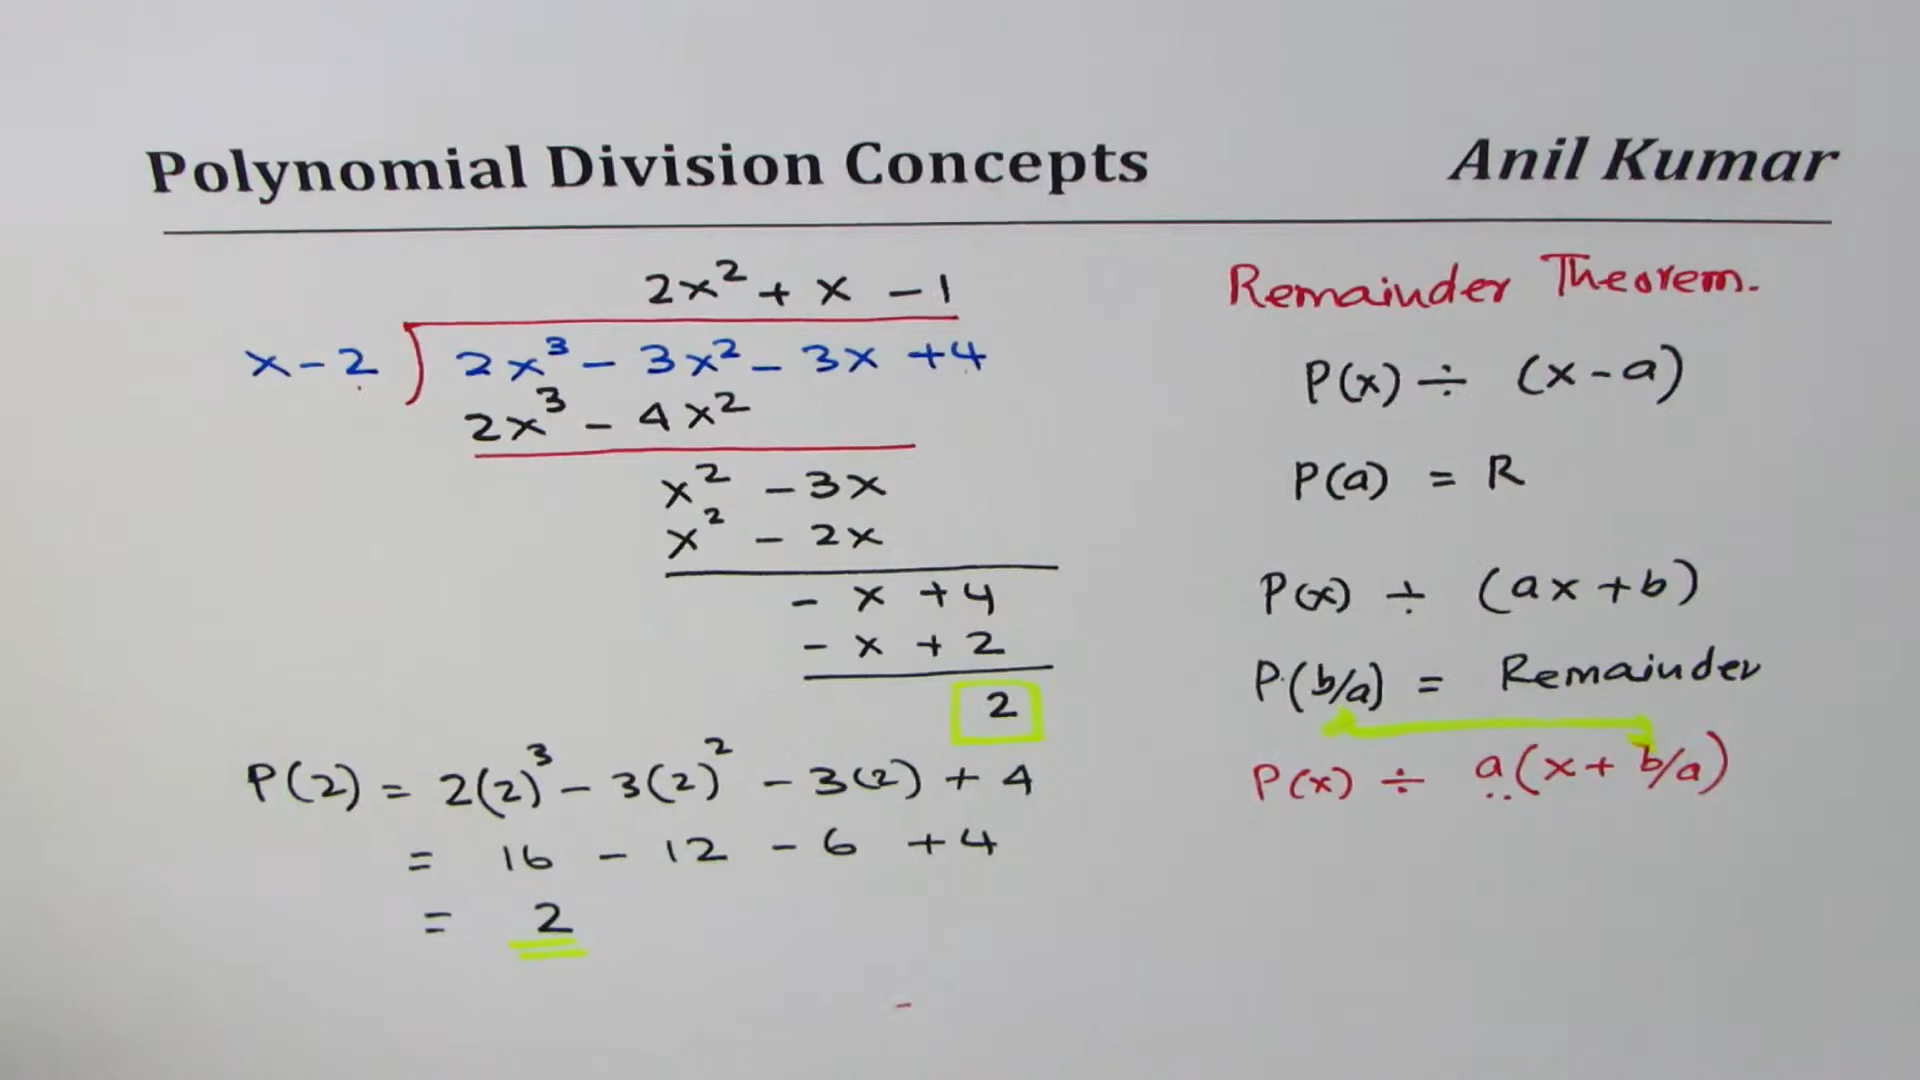 Polynomial Division Concepts Anil Kumar
2x² + x - 1
x - 2 ) 2x³ - 3x² - 3x + 4
2x³ - 4x²
x² - 3x
x² - 2x
- x + 4
- x + 2
2
P(2) = 2(2)³ - 3(2)² - 3(2) + 4
= 16 - 12 - 6 + 4
= 2
Remainder Theorem.
P(x) ÷ (x - a)
P(a) = R
P(x) ÷ (ax + b)
P(b/a) = Remainder
P(x) ÷ a(x + b/a)